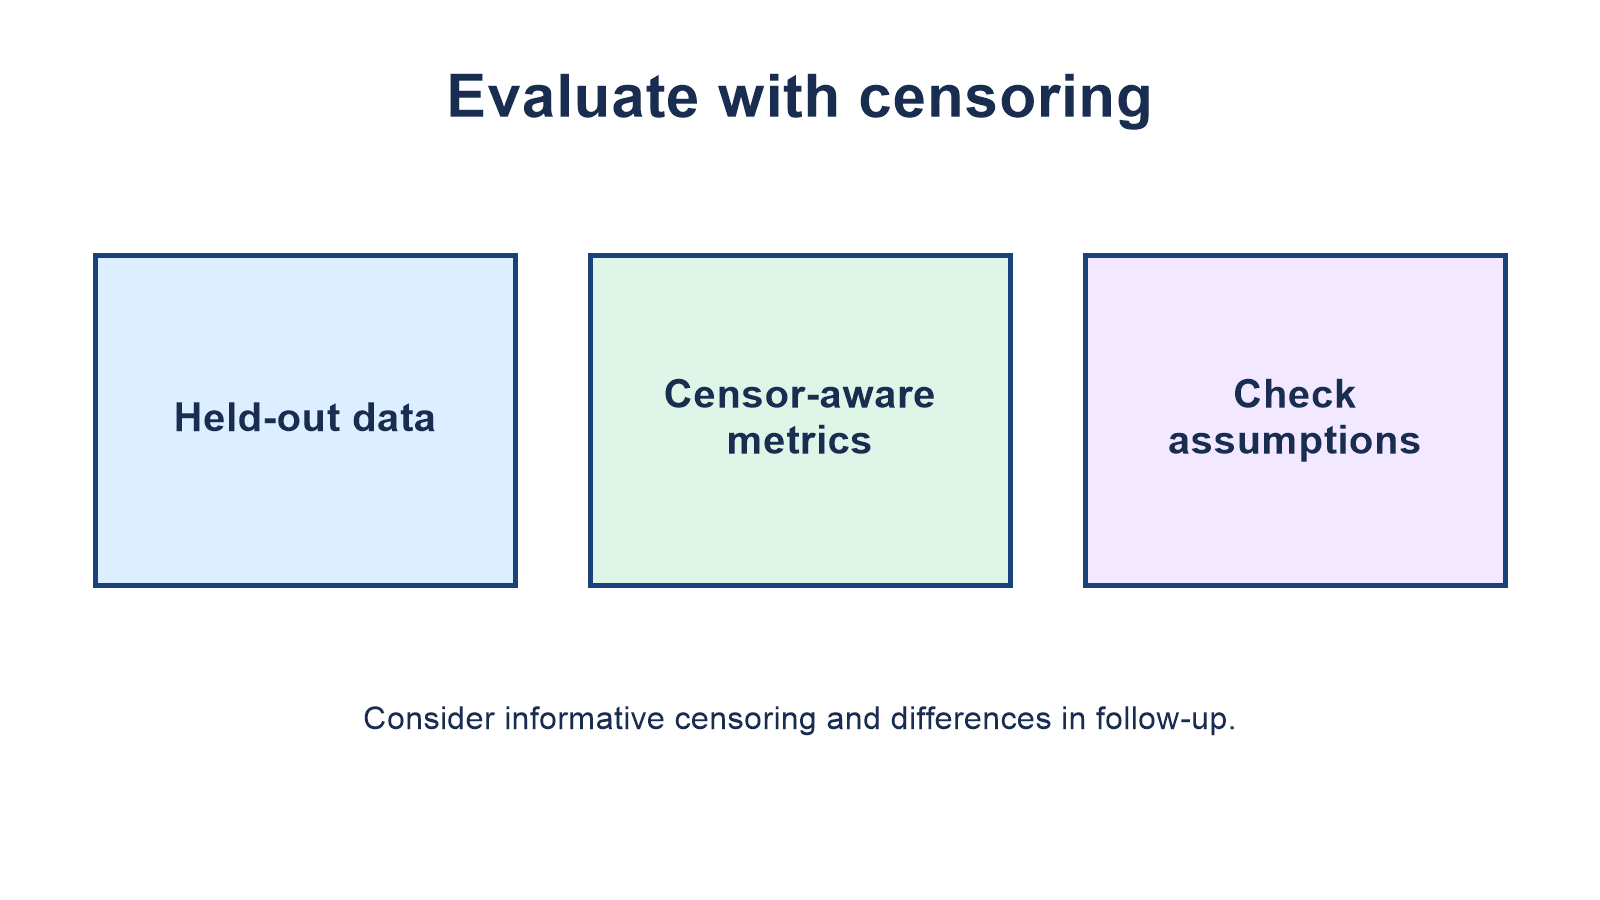 Evaluate with censoring
Held-out data
Censor-aware
metrics
Check
assumptions
Consider informative censoring and differences in follow-up.